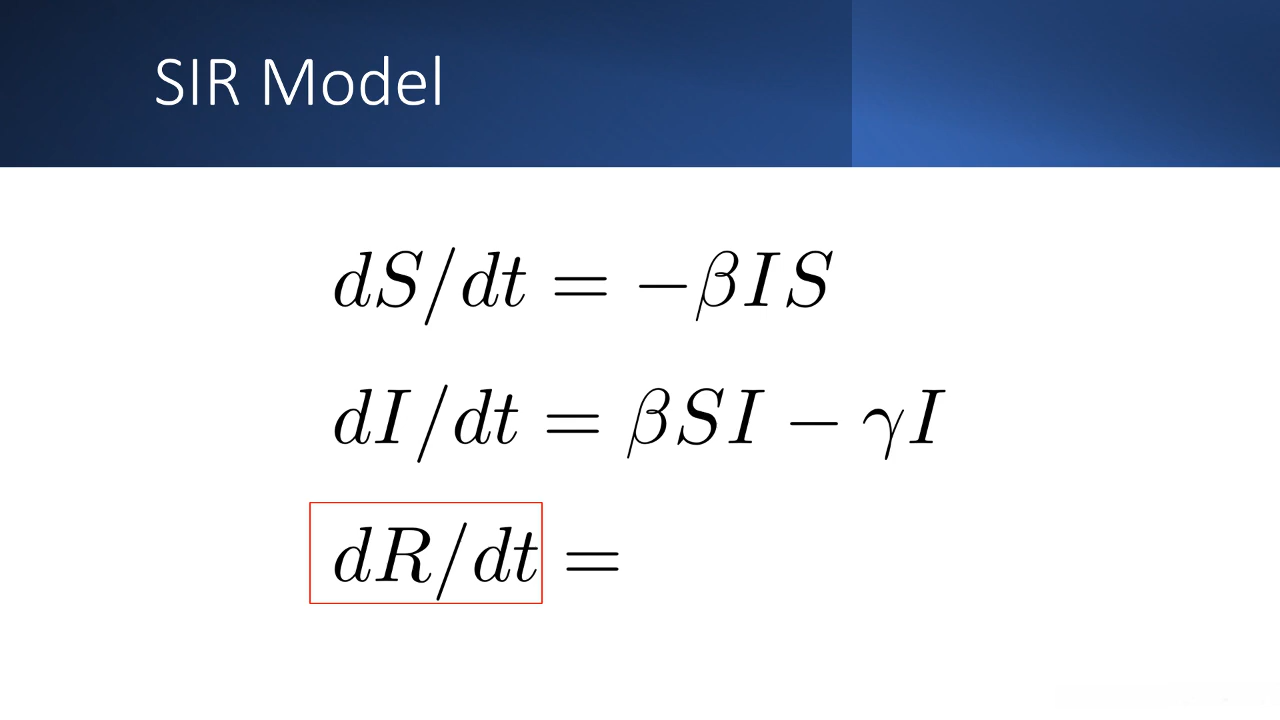 SIR Model
dS/dt = −βIS
dI/dt = βSI − γI
dR/dt =